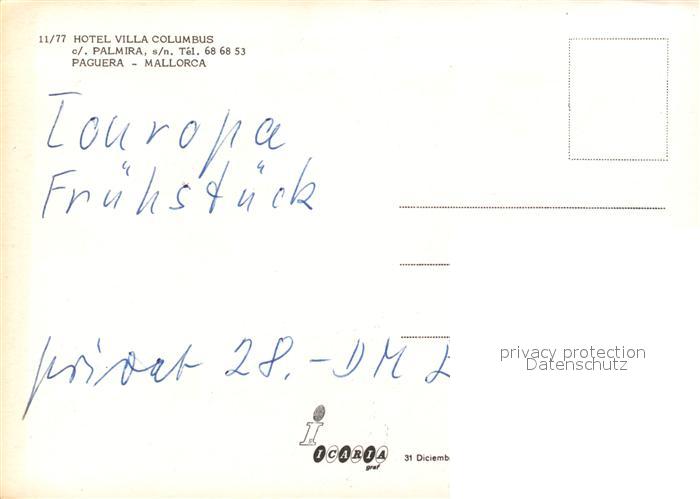 11/77 HOTEL VILLA COLUMBUS
c/. PALMIRA, s/n. Tél. 68 68 53
PAGUERA - MALLORCA
Touropa
Frühstück
privat 28.- DM
privacy protection
Datenschutz
ICARIA
graf
31 Diciemb